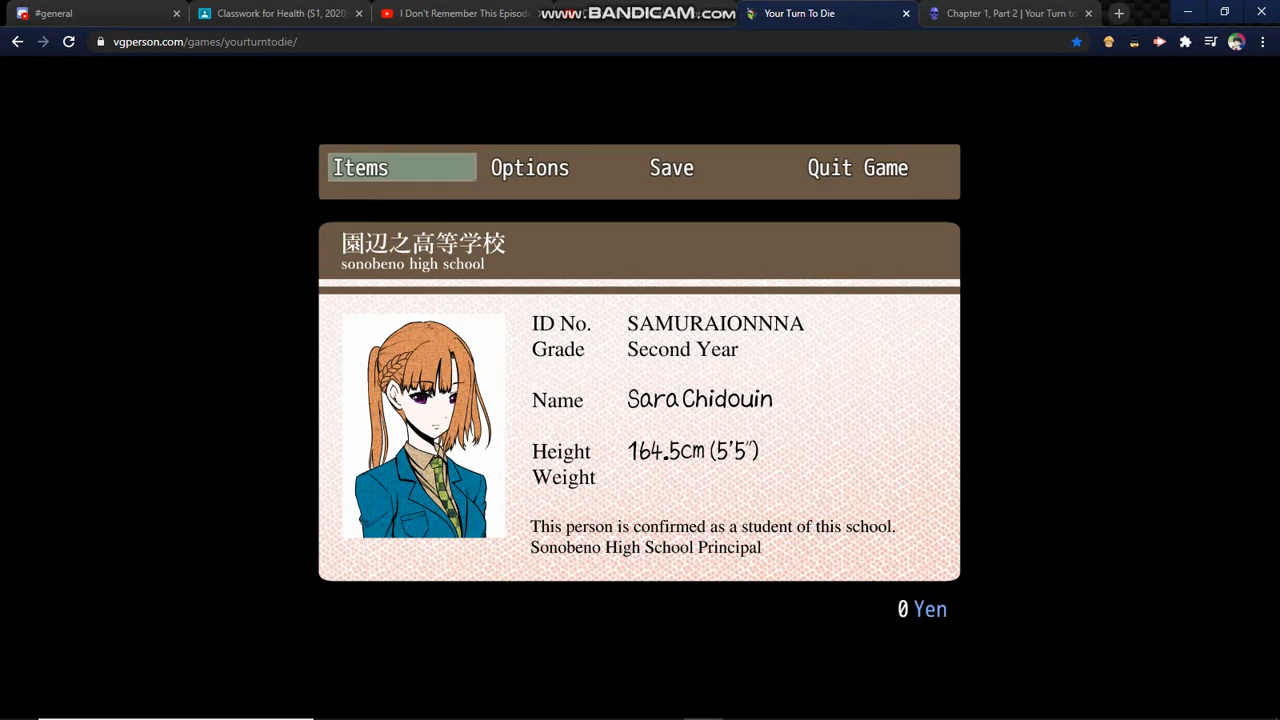 #general
Classwork for Health (S1, 2020
I Don't Remember This Episode
www.BANDICAM.com
Your Turn To Die
Chapter 1, Part 2 | Your Turn to
vgperson.com/games/yourturntodie/
Items Options Save Quit Game
園辺之高等学校
sonobeno high school
ID No. SAMURAIONNNA
Grade Second Year
Name Sara Chidouin
Height 164.5cm (5'5")
Weight
This person is confirmed as a student of this school.
Sonobeno High School Principal
0 Yen